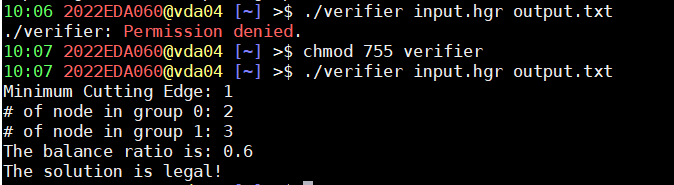 10:06 2022EDA060@vda04 [~] >$ ./verifier input.hgr output.txt
./verifier: Permission denied.
10:07 2022EDA060@vda04 [~] >$ chmod 755 verifier
10:07 2022EDA060@vda04 [~] >$ ./verifier input.hgr output.txt
Minimum Cutting Edge: 1
# of node in group 0: 2
# of node in group 1: 3
The balance ratio is: 0.6
The solution is legal!